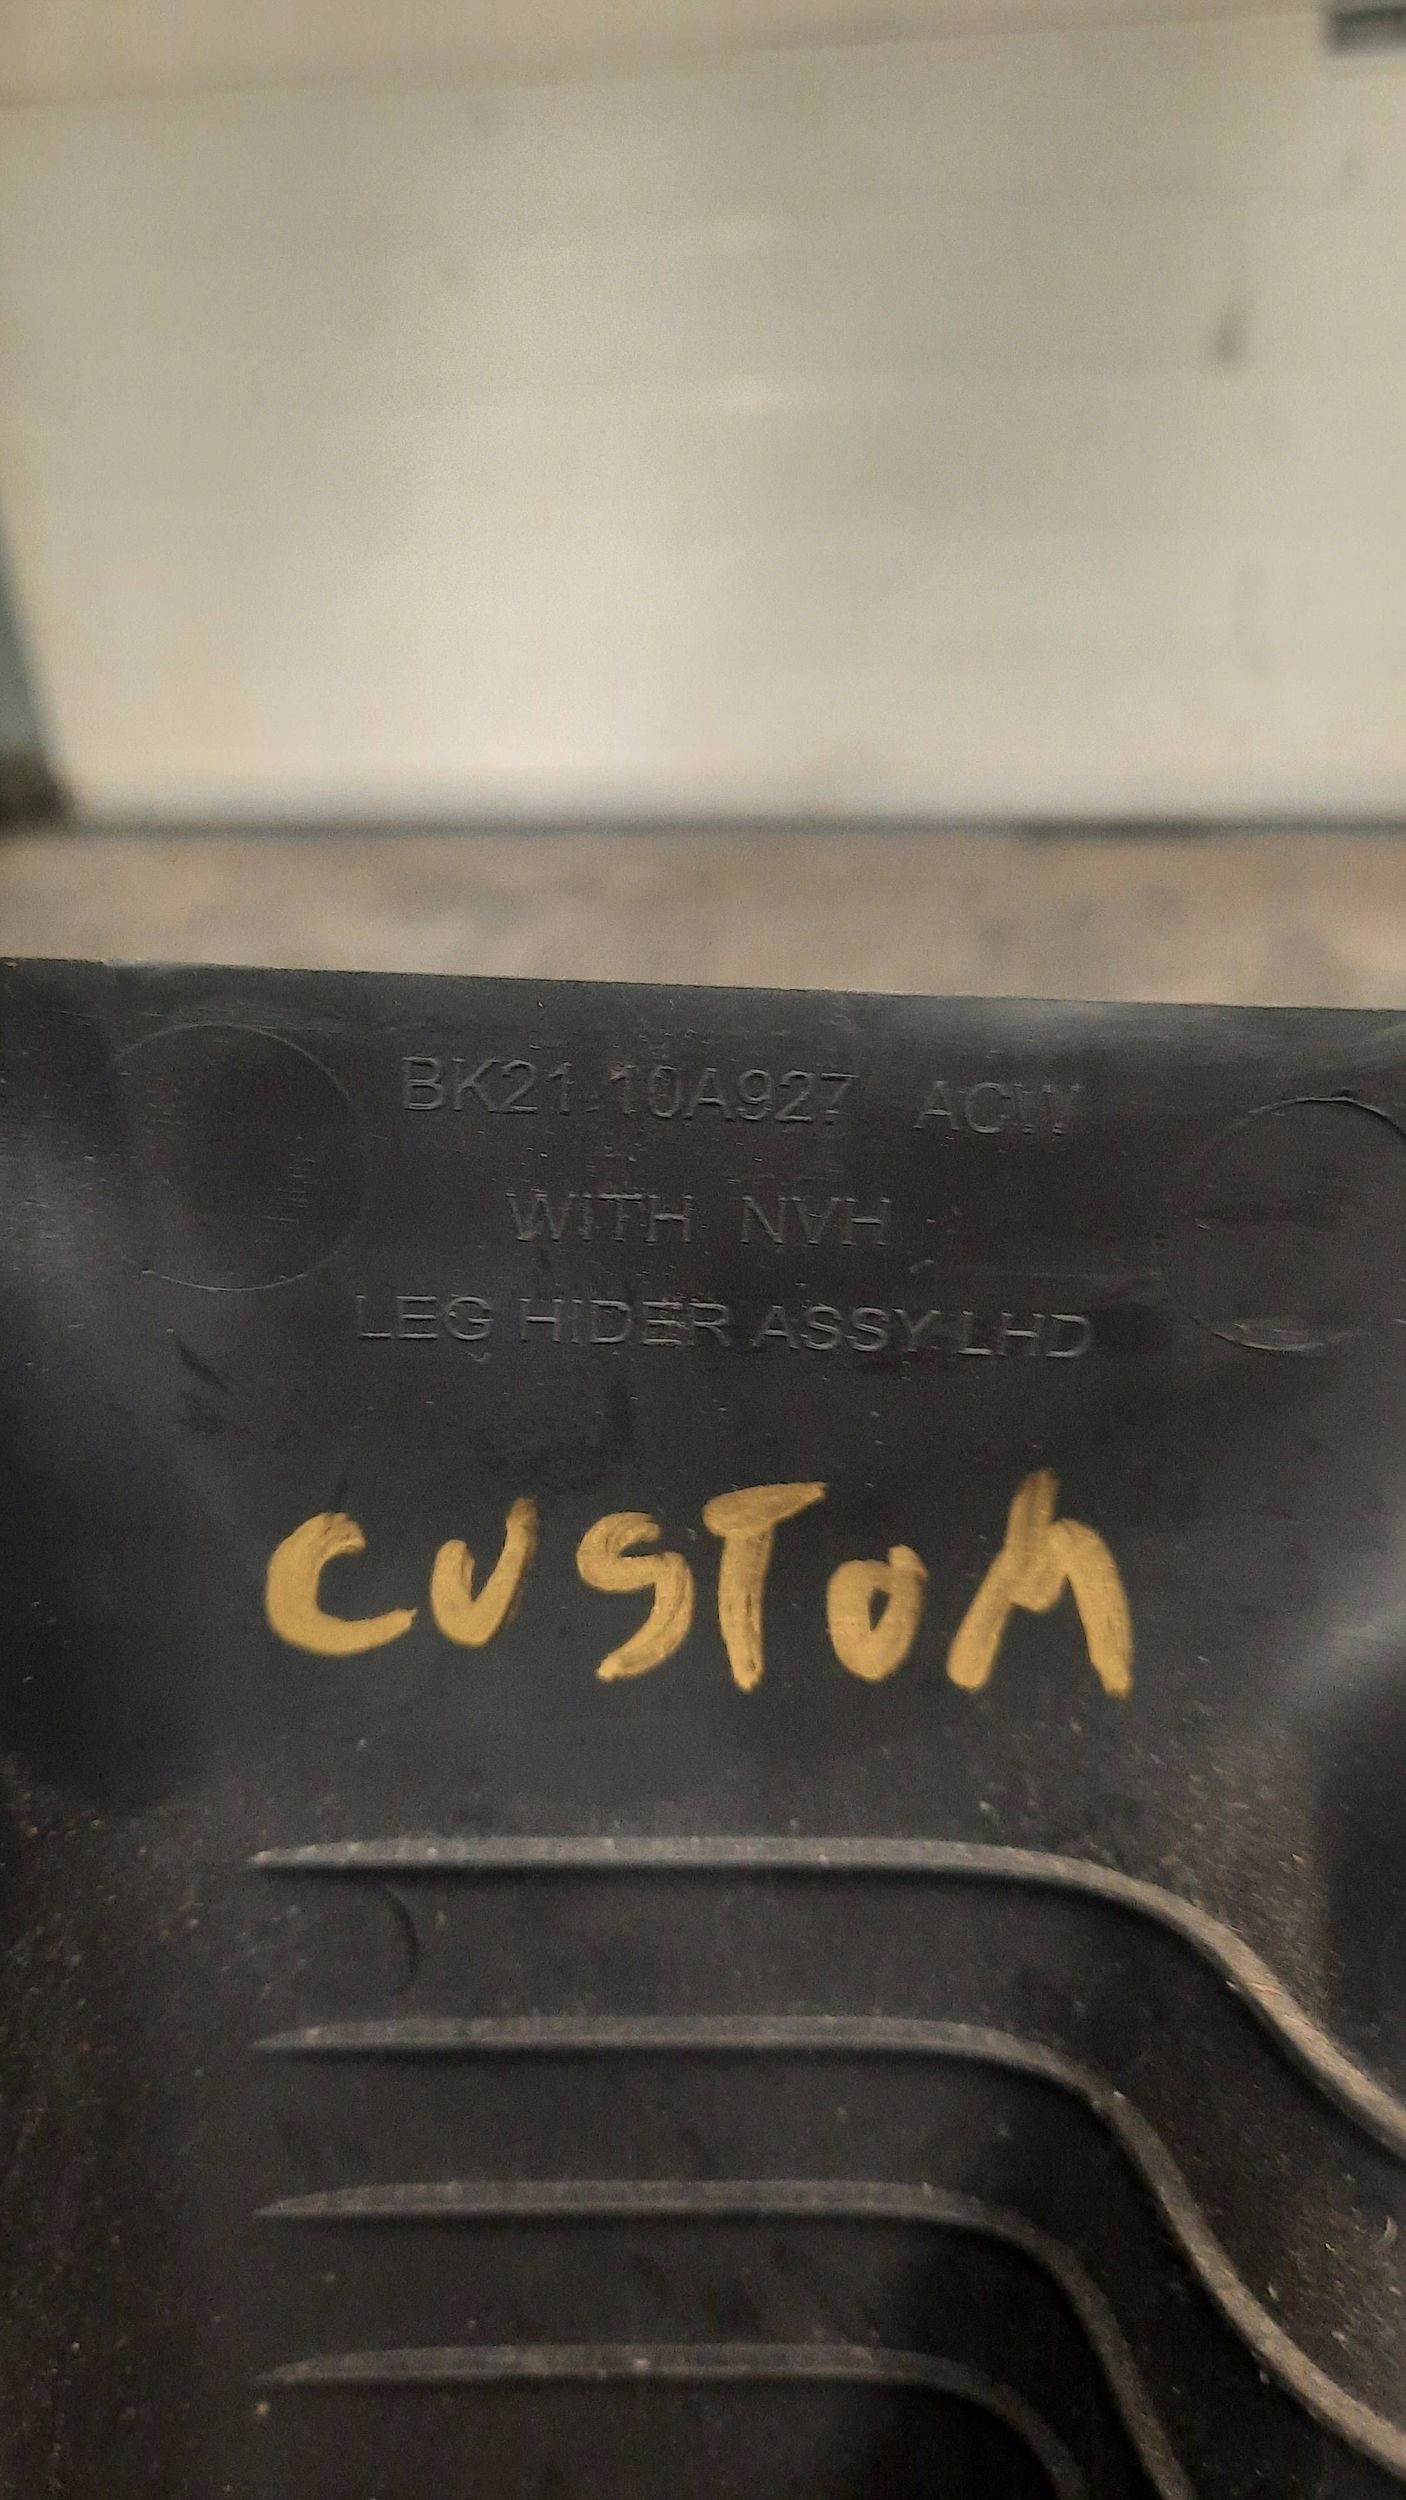 BK21 10A927 ACW
WITH NVH
LEG HIDER ASSY LHD
CUSTOM